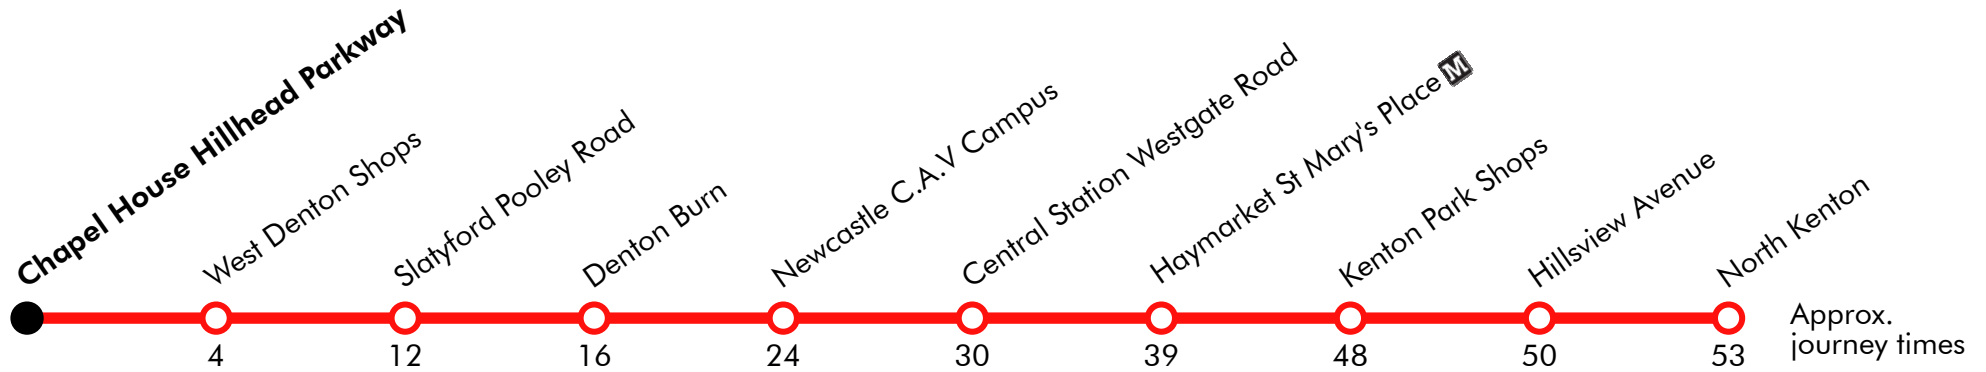 Chapel House Hillhead Parkway
West Denton Shops
Slatyford Pooley Road
Denton Burn
Newcastle C.A.V Campus
Central Station Westgate Road
Haymarket St Mary's Place M
Kenton Park Shops
Hillsview Avenue
North Kenton
4 12 16 24 30 39 48 50 53
Approx.
journey times